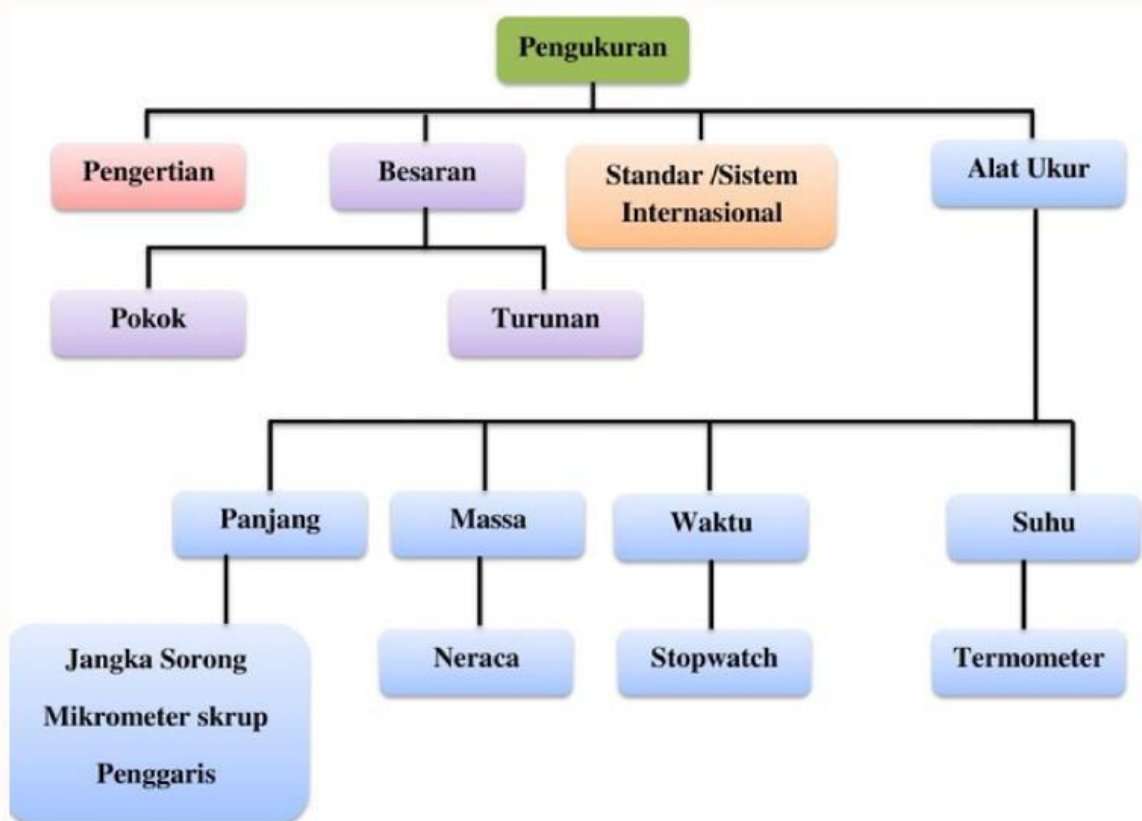 Pengukuran
Pengertian
Besaran
Standar /Sistem
Internasional
Alat Ukur
Pokok
Turunan
Panjang
Massa
Waktu
Suhu
Jangka Sorong
Mikrometer skrup
Penggaris
Neraca
Stopwatch
Termometer